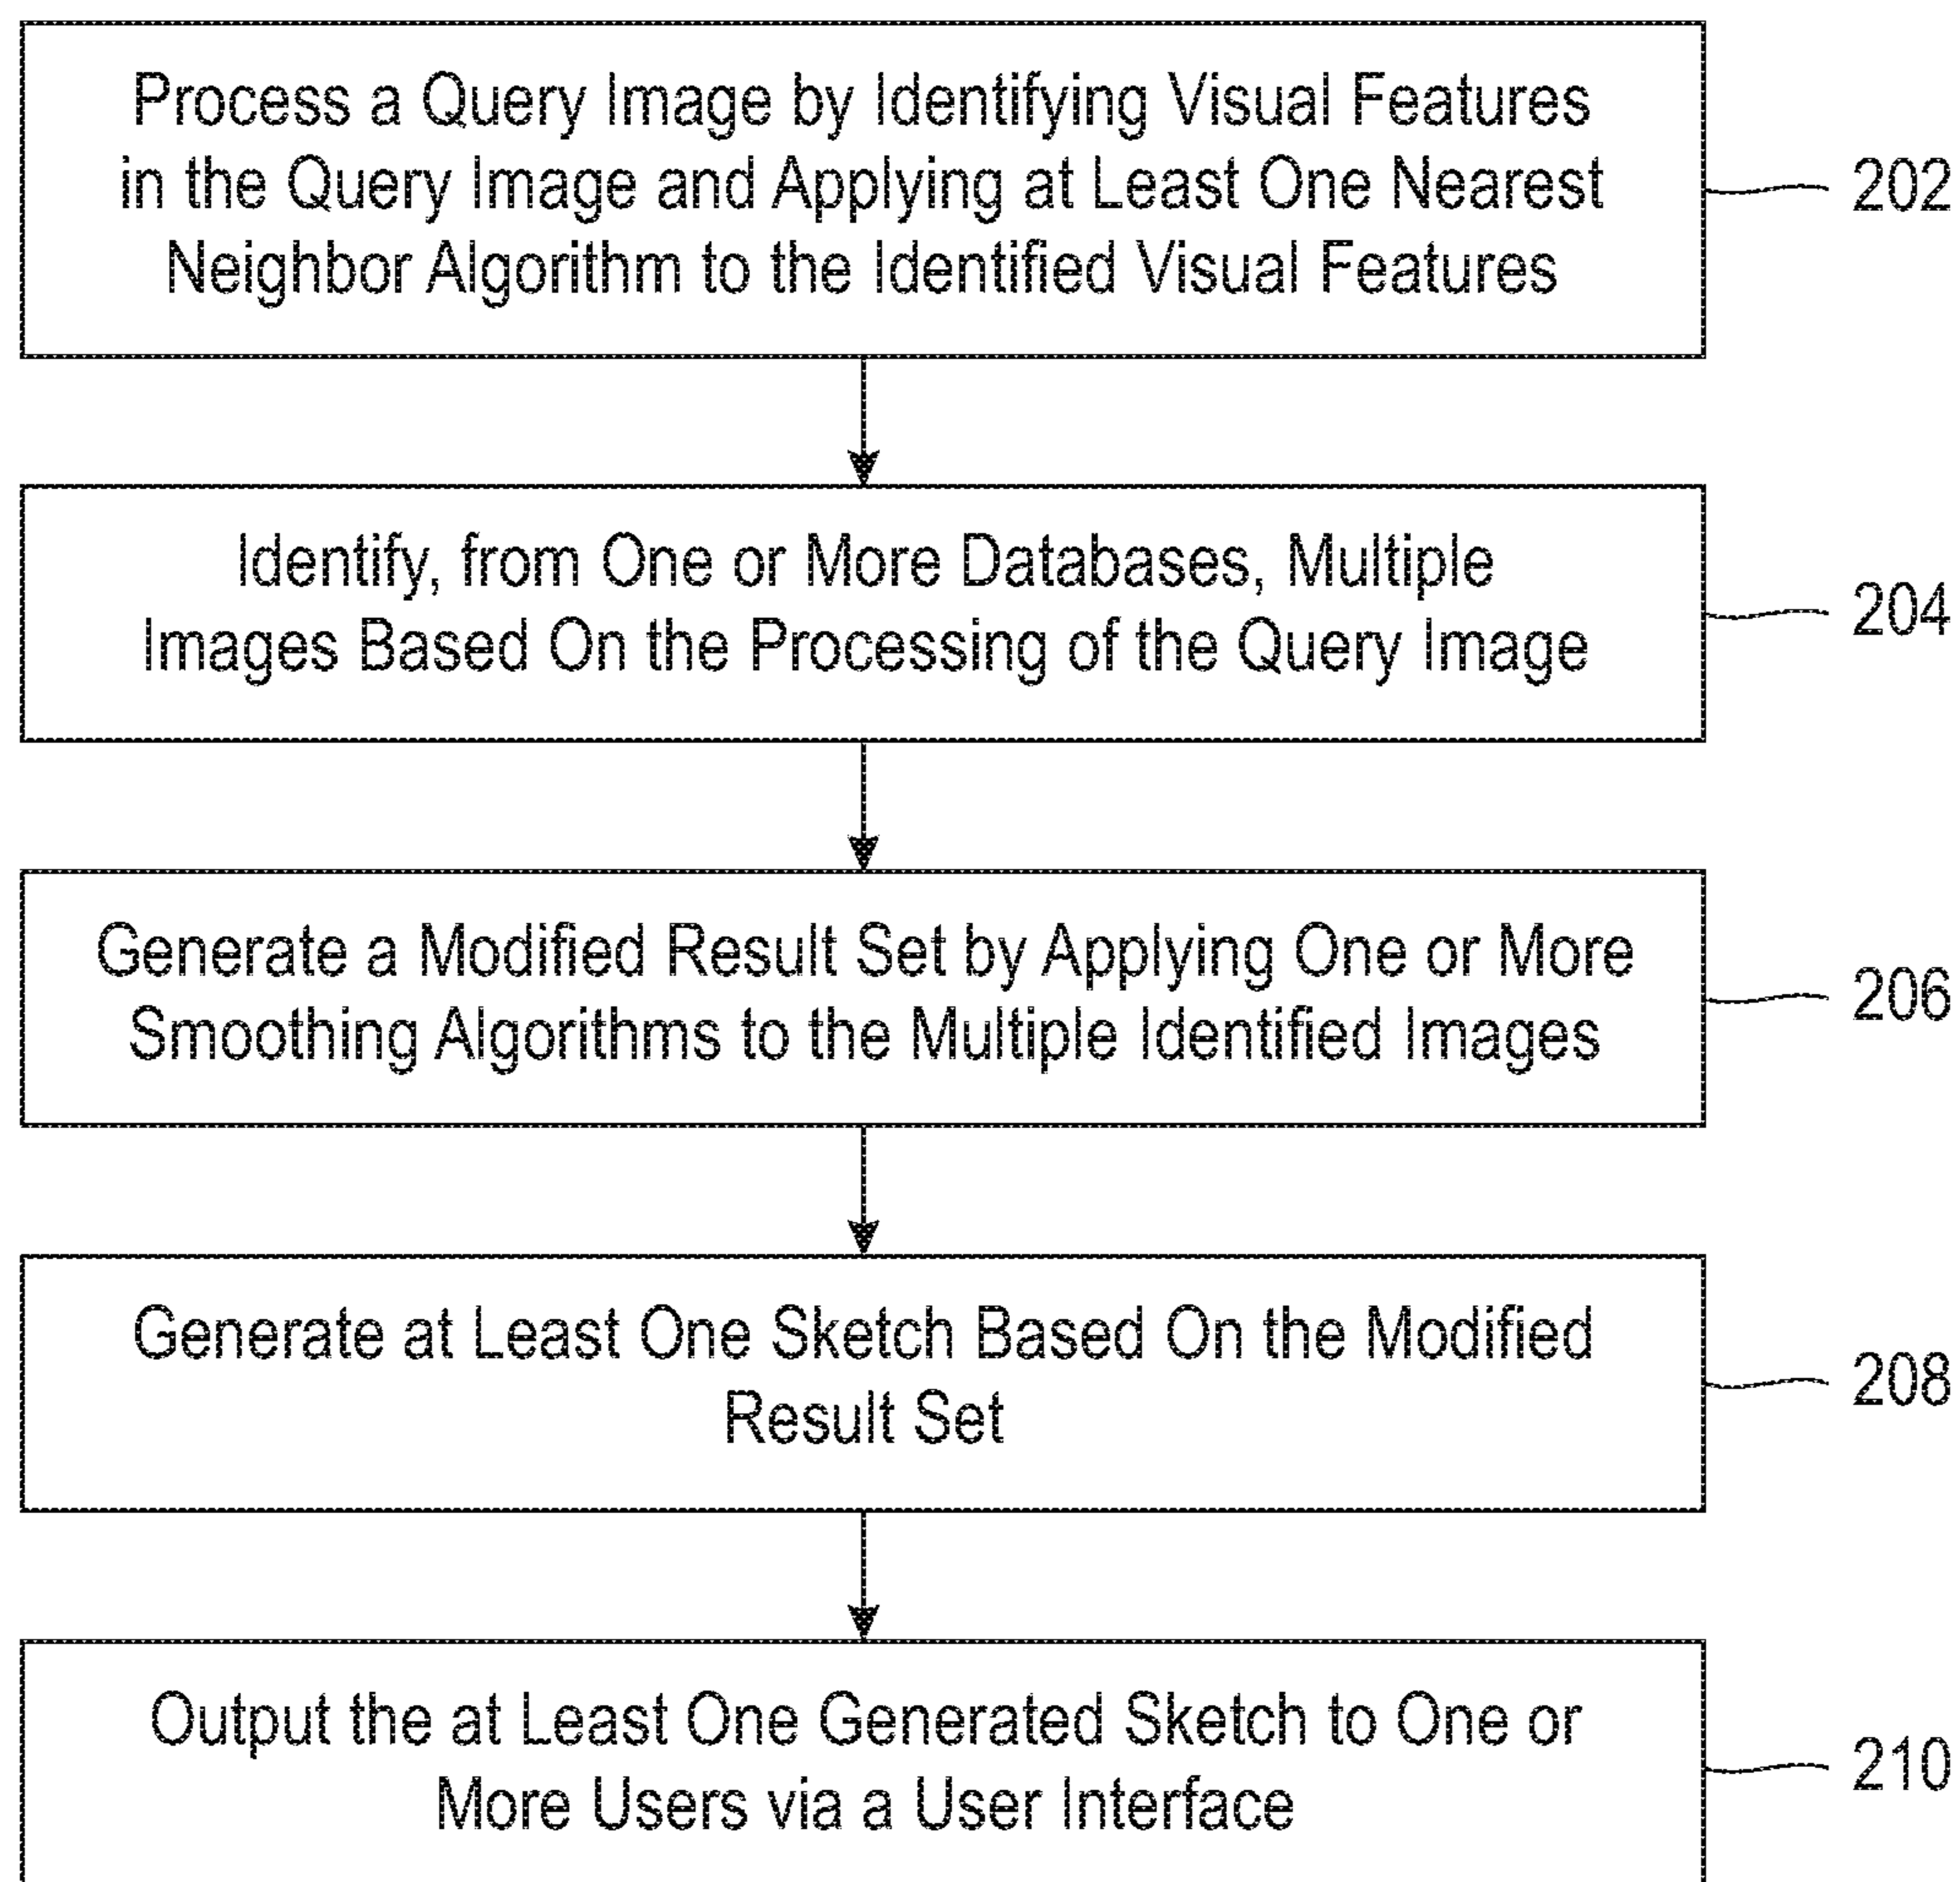 Process a Query Image by Identifying Visual Features
in the Query Image and Applying at Least One Nearest
Neighbor Algorithm to the Identified Visual Features
202
Identify, from One or More Databases, Multiple
Images Based On the Processing of the Query Image
204
Generate a Modified Result Set by Applying One or More
Smoothing Algorithms to the Multiple Identified Images
206
Generate at Least One Sketch Based On the Modified
Result Set
208
Output the at Least One Generated Sketch to One or
More Users via a User Interface
210